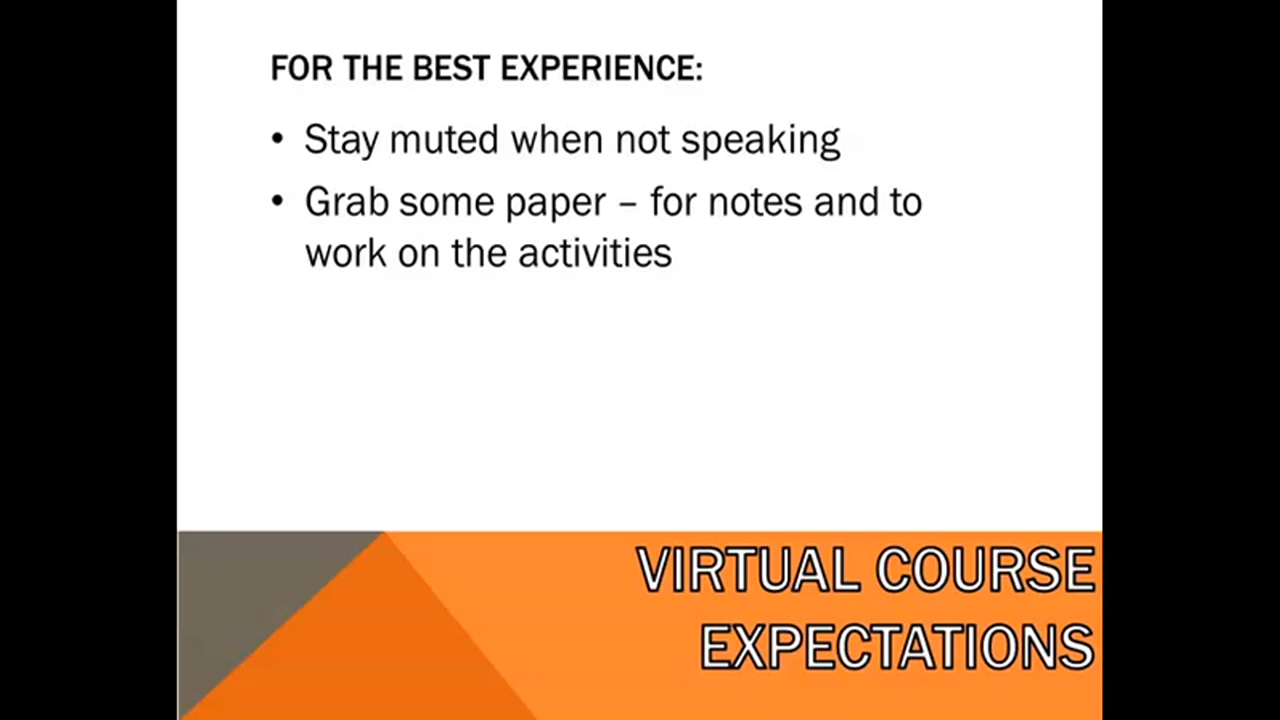 FOR THE BEST EXPERIENCE:
• Stay muted when not speaking
• Grab some paper – for notes and to
work on the activities
VIRTUAL COURSE
EXPECTATIONS